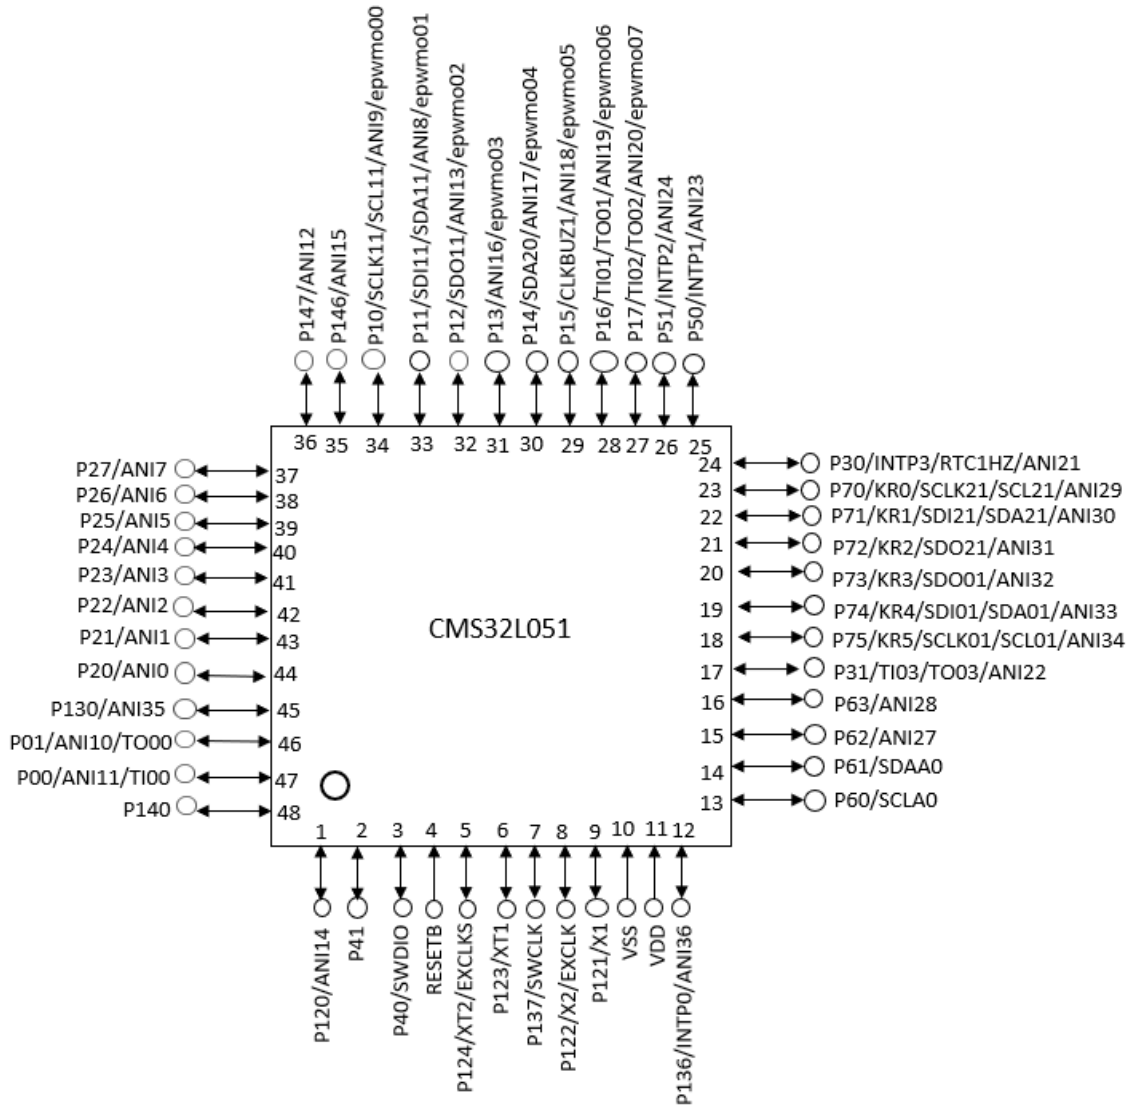 P147/ANI12
P146/ANI15
P10/SCLK11/SCL11/ANI9/epwmo00
P11/SDI11/SDA11/ANI8/epwmo01
P12/SDO11/ANI13/epwmo02
P13/ANI16/epwmo03
P14/SDA20/ANI17/epwmo04
P15/CLKBUZ1/ANI18/epwmo05
P16/TI01/TO01/ANI19/epwmo06
P17/TI02/TO02/ANI20/epwmo07
P51/INTP2/ANI24
P50/INTP1/ANI23
36 35 34 33 32 31 30 29 28 27 26 25
P27/ANI7 37
P26/ANI6 38
P25/ANI5 39
P24/ANI4 40
P23/ANI3 41
P22/ANI2 42
P21/ANI1 43
P20/ANI0 44
P130/ANI35 45
P01/ANI10/TO00 46
P00/ANI11/TI00 47
P140 48
CMS32L051
24 P30/INTP3/RTC1HZ/ANI21
23 P70/KR0/SCLK21/SCL21/ANI29
22 P71/KR1/SDI21/SDA21/ANI30
21 P72/KR2/SDO21/ANI31
20 P73/KR3/SDO01/ANI32
19 P74/KR4/SDI01/SDA01/ANI33
18 P75/KR5/SCLK01/SCL01/ANI34
17 P31/TI03/TO03/ANI22
16 P63/ANI28
15 P62/ANI27
14 P61/SDAA0
13 P60/SCLA0
1 2 3 4 5 6 7 8 9 10 11 12
P120/ANI14
P41
P40/SWDIO
RESETB
P124/XT2/EXCLKS
P123/XT1
P137/SWCLK
P122/X2/EXCLK
P121/X1
VSS
VDD
P136/INTP0/ANI36